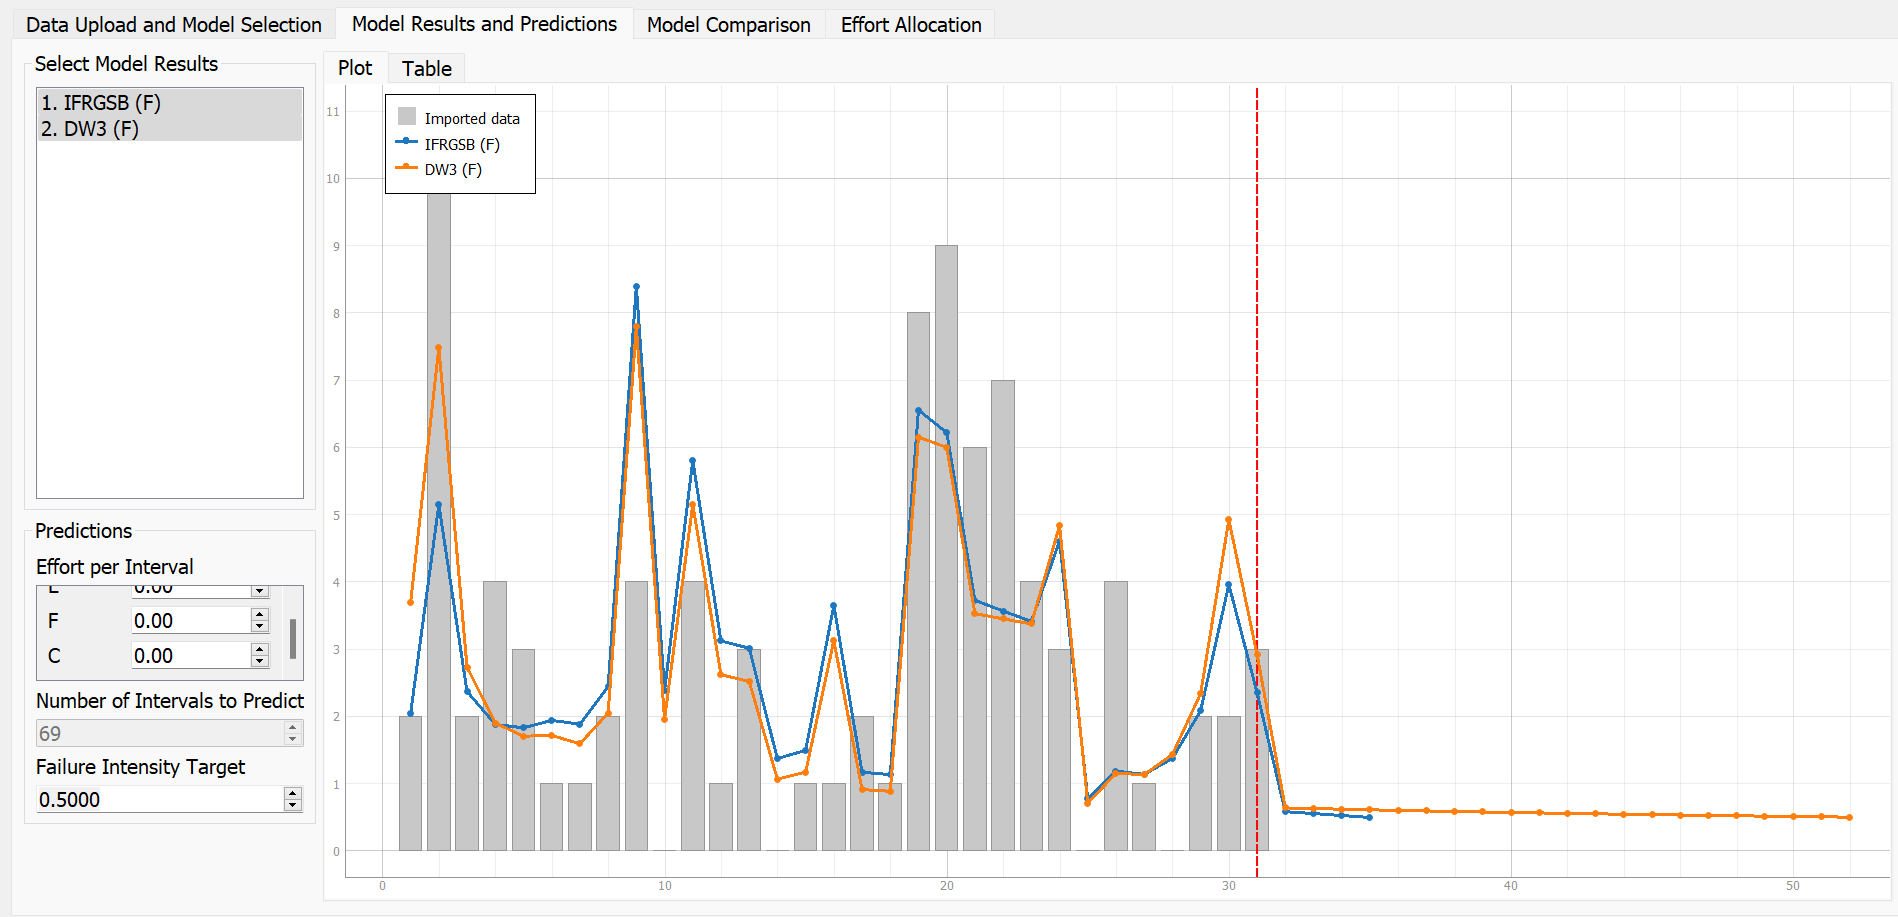 Data Upload and Model Selection
Model Results and Predictions
Model Comparison
Effort Allocation
Select Model Results
1. IFRGSB (F)
2. DW3 (F)
Predictions
Effort per Interval
0.00
F 0.00
C 0.00
Number of Intervals to Predict
69
Failure Intensity Target
0.5000
Plot
Table
Imported data
IFRGSB (F)
DW3 (F)
11
10
9
8
7
6
5
4
3
2
1
0
0 10 20 30 40 50